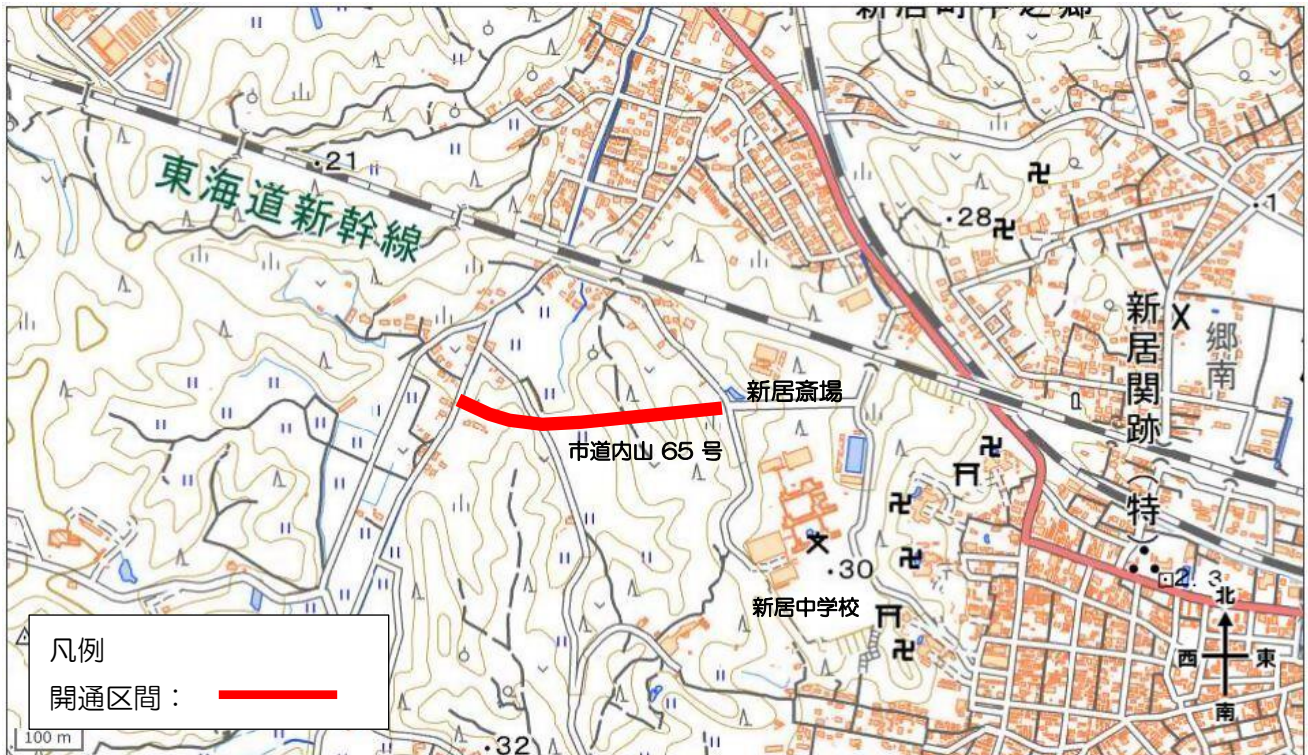 新居町中之郷
・21
東海道新幹線
・28
・1
新居関跡（特）
郷南
新居斎場
市道内山 65 号
・30
新居中学校
2.3
北
西
東
南
凡例
開通区間：
100 m
・32